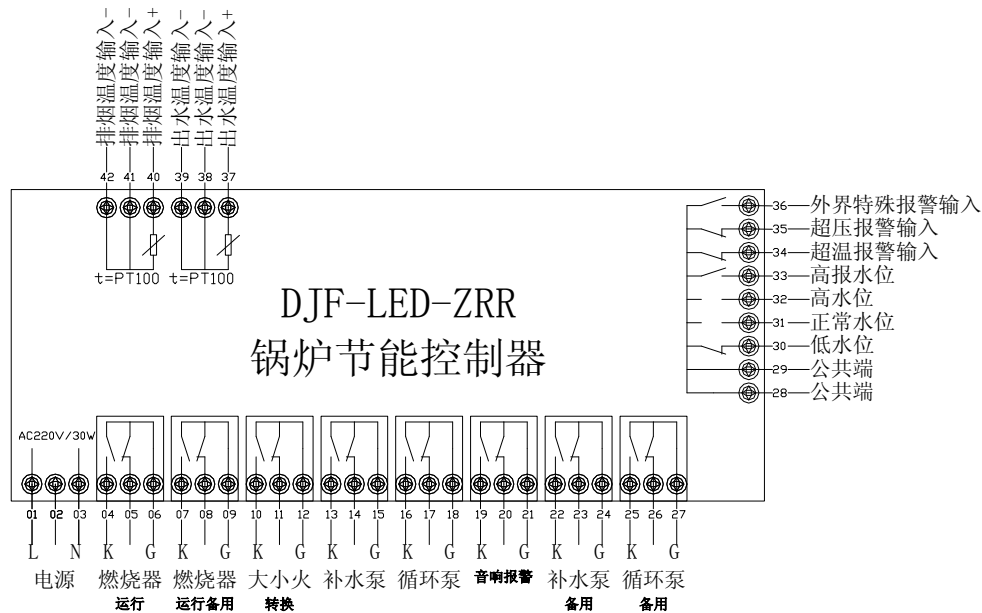 排烟温度输入-
排烟温度输入-
排烟温度输入+
出水温度输入-
出水温度输入-
出水温度输入+
42 41 40 39 38 37
t=PT100 t=PT100
DJF-LED-ZRR
锅炉节能控制器
36 外界特殊报警输入
35 超压报警输入
34 超温报警输入
33 高报水位
32 高水位
31 正常水位
30 低水位
29 公共端
28 公共端
AC220V/30W
01 02 03 04 05 06 07 08 09 10 11 12 13 14 15 16 17 18 19 20 21 22 23 24 25 26 27
L N K G K G K G K G K G K G K G K G
电源 燃烧器 燃烧器 大小火 补水泵 循环泵 音响报警 补水泵 循环泵
运行 运行备用 转换 备用 备用